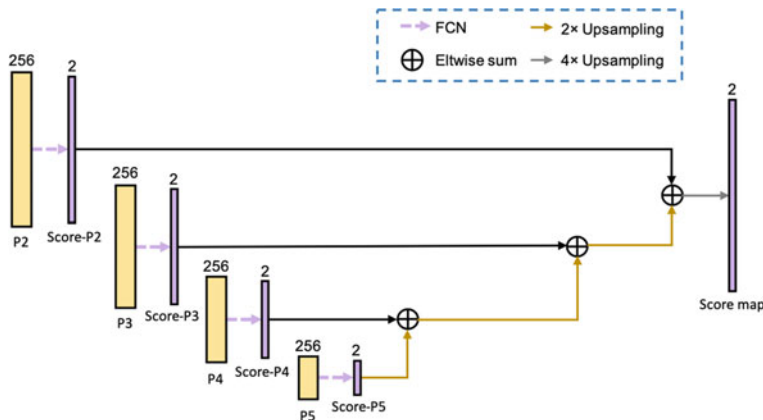 FCN
2× Upsampling
Eltwise sum
4× Upsampling
256
2
2
P2
Score-P2
256
2
P3
Score-P3
256
2
P4
Score-P4
256
2
P5
Score-P5
Score map